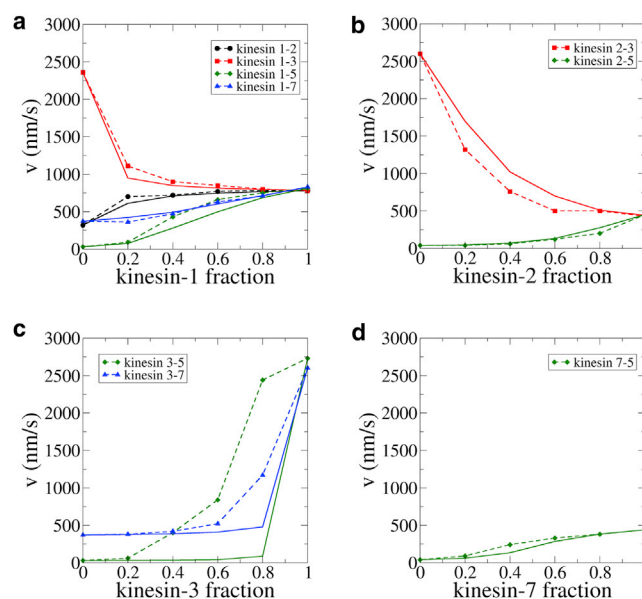 a
3000
2500
2000
1500
1000
500
0
v (nm/s)
kinesin 1-2
kinesin 1-3
kinesin 1-5
kinesin 1-7
0 0.2 0.4 0.6 0.8 1
kinesin-1 fraction
b
3000
2500
2000
1500
1000
500
0
v (nm/s)
kinesin 2-3
kinesin 2-5
0 0.2 0.4 0.6 0.8
kinesin-2 fraction
c
3000
2500
2000
1500
1000
500
0
v (nm/s)
kinesin 3-5
kinesin 3-7
0 0.2 0.4 0.6 0.8 1
kinesin-3 fraction
d
3000
2500
2000
1500
1000
500
0
v (nm/s)
kinesin 7-5
0 0.2 0.4 0.6 0.8
kinesin-7 fraction